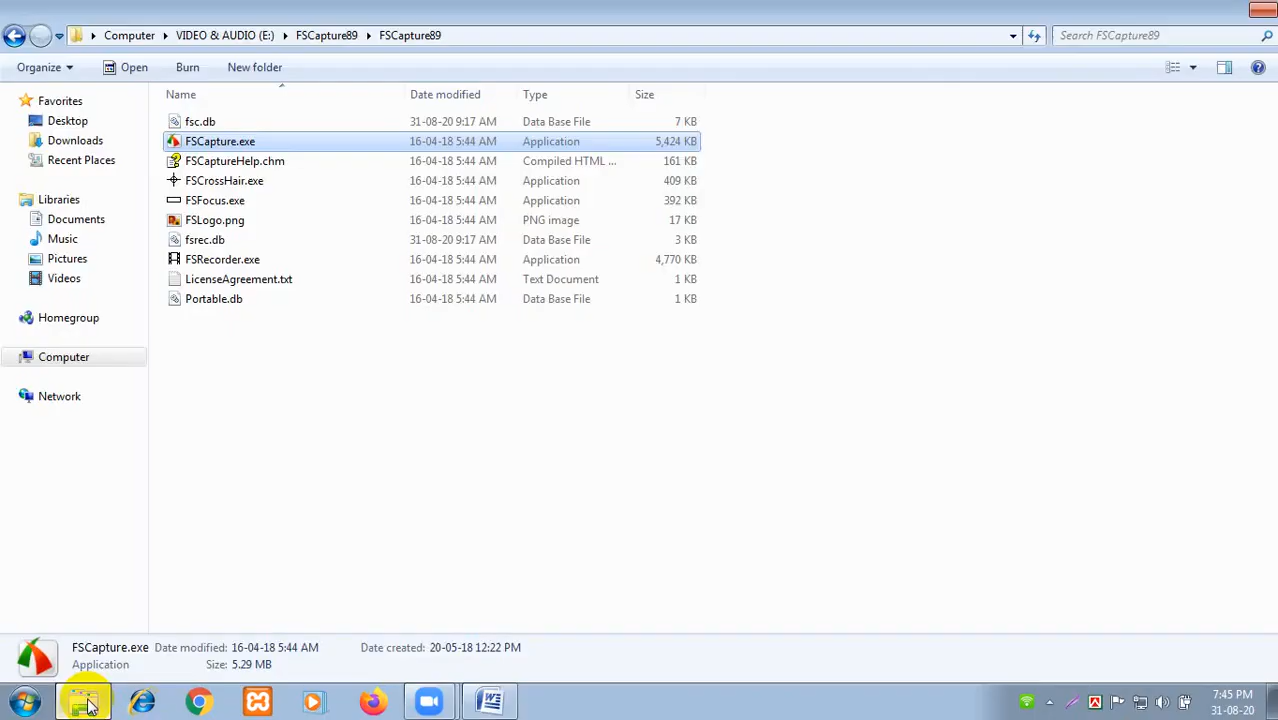 Computer VIDEO & AUDIO (E:) FSCapture89 FSCapture89 Search FSCapture89
Organize Open Burn New folder
Name Date modified Type Size
Favorites
Desktop
Downloads
Recent Places
Libraries
Documents
Music
Pictures
Videos
Homegroup
Computer
Network
fsc.db 31-08-20 9:17 AM Data Base File 7 KB
FSCapture.exe 16-04-18 5:44 AM Application 5,424 KB
FSCaptureHelp.chm 16-04-18 5:44 AM Compiled HTML ... 161 KB
FSCrossHair.exe 16-04-18 5:44 AM Application 409 KB
FSFocus.exe 16-04-18 5:44 AM Application 392 KB
FSLogo.png 16-04-18 5:44 AM PNG image 17 KB
fsrec.db 31-08-20 9:17 AM Data Base File 3 KB
FSRecorder.exe 16-04-18 5:44 AM Application 4,770 KB
LicenseAgreement.txt 16-04-18 5:44 AM Text Document 1 KB
Portable.db 16-04-18 5:44 AM Data Base File 1 KB
FSCapture.exe Date modified: 16-04-18 5:44 AM Date created: 20-05-18 12:22 PM
Application Size: 5.29 MB
7:45 PM
31-08-20